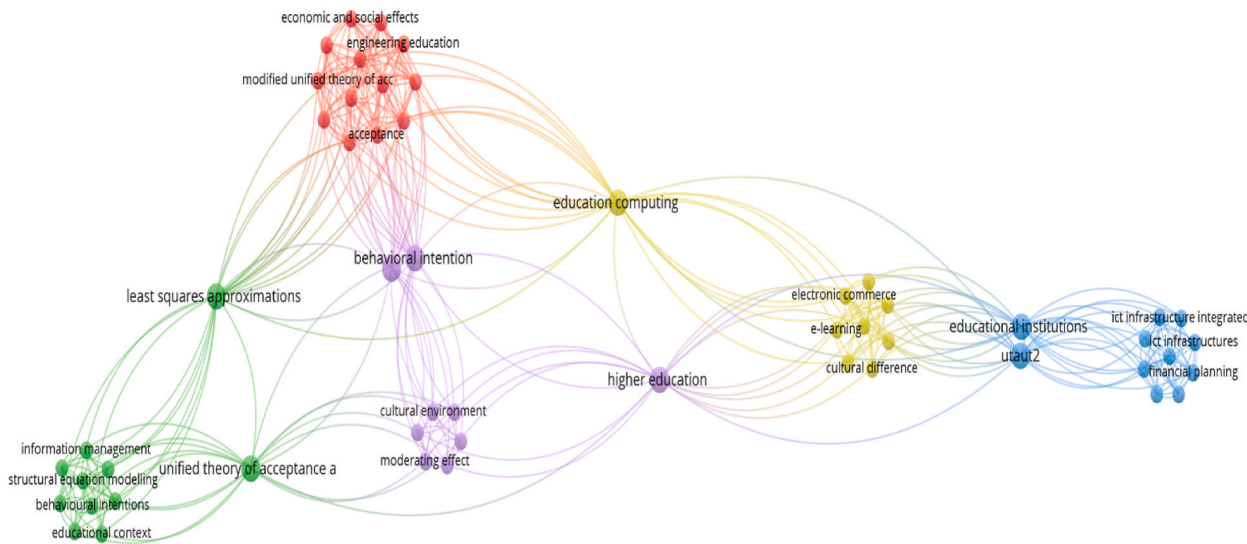 economic and social effects
engineering education
modified unified theory of acc
acceptance
education computing
behavioral intention
least squares approximations
electronic commerce
e-learning
cultural difference
educational institutions
utaut2
ict infrastructure integrated
ict infrastructures
financial planning
higher education
cultural environment
moderating effect
unified theory of acceptance a
information management
structural equation modelling
behavioural intentions
educational context